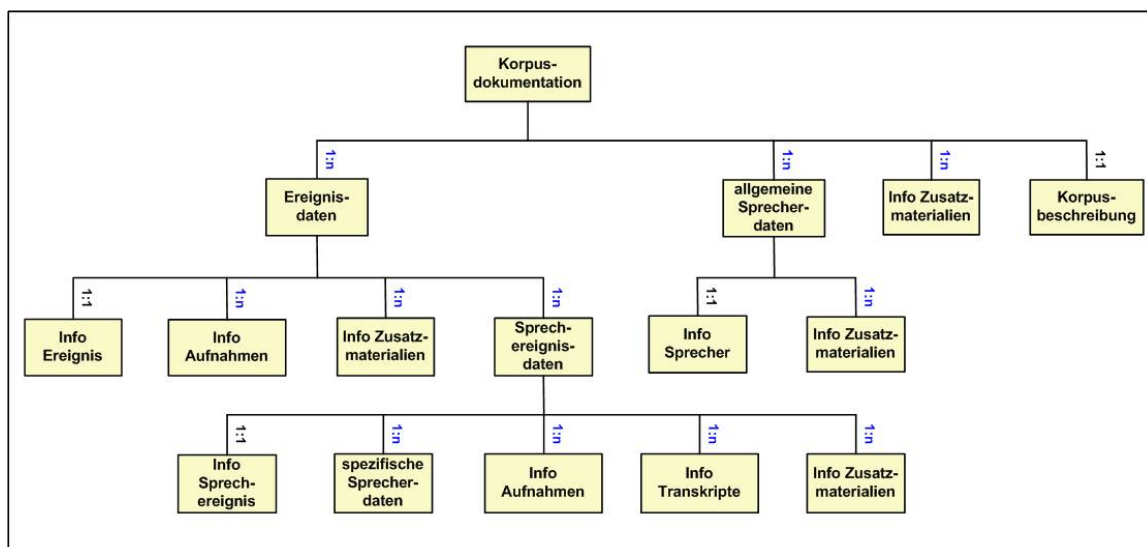 Korpus-
dokumentation
1:n
1:n
1:n
1:1
Ereignis-
daten
allgemeine
Sprecher-
daten
Info Zusatz-
materialien
Korpus-
beschreibung
1:1
1:n
1:n
1:n
1:1
1:n
Info
Ereignis
Info
Aufnahmen
Info Zusatz-
materialien
Sprech-
ereignis-
daten
Info
Sprecher
Info Zusatz-
materialien
1:1
1:n
1:n
1:n
1:n
Info
Sprech-
ereignis
spezifische
Sprecher-
daten
Info
Aufnahmen
Info
Transkripte
Info Zusatz-
materialien